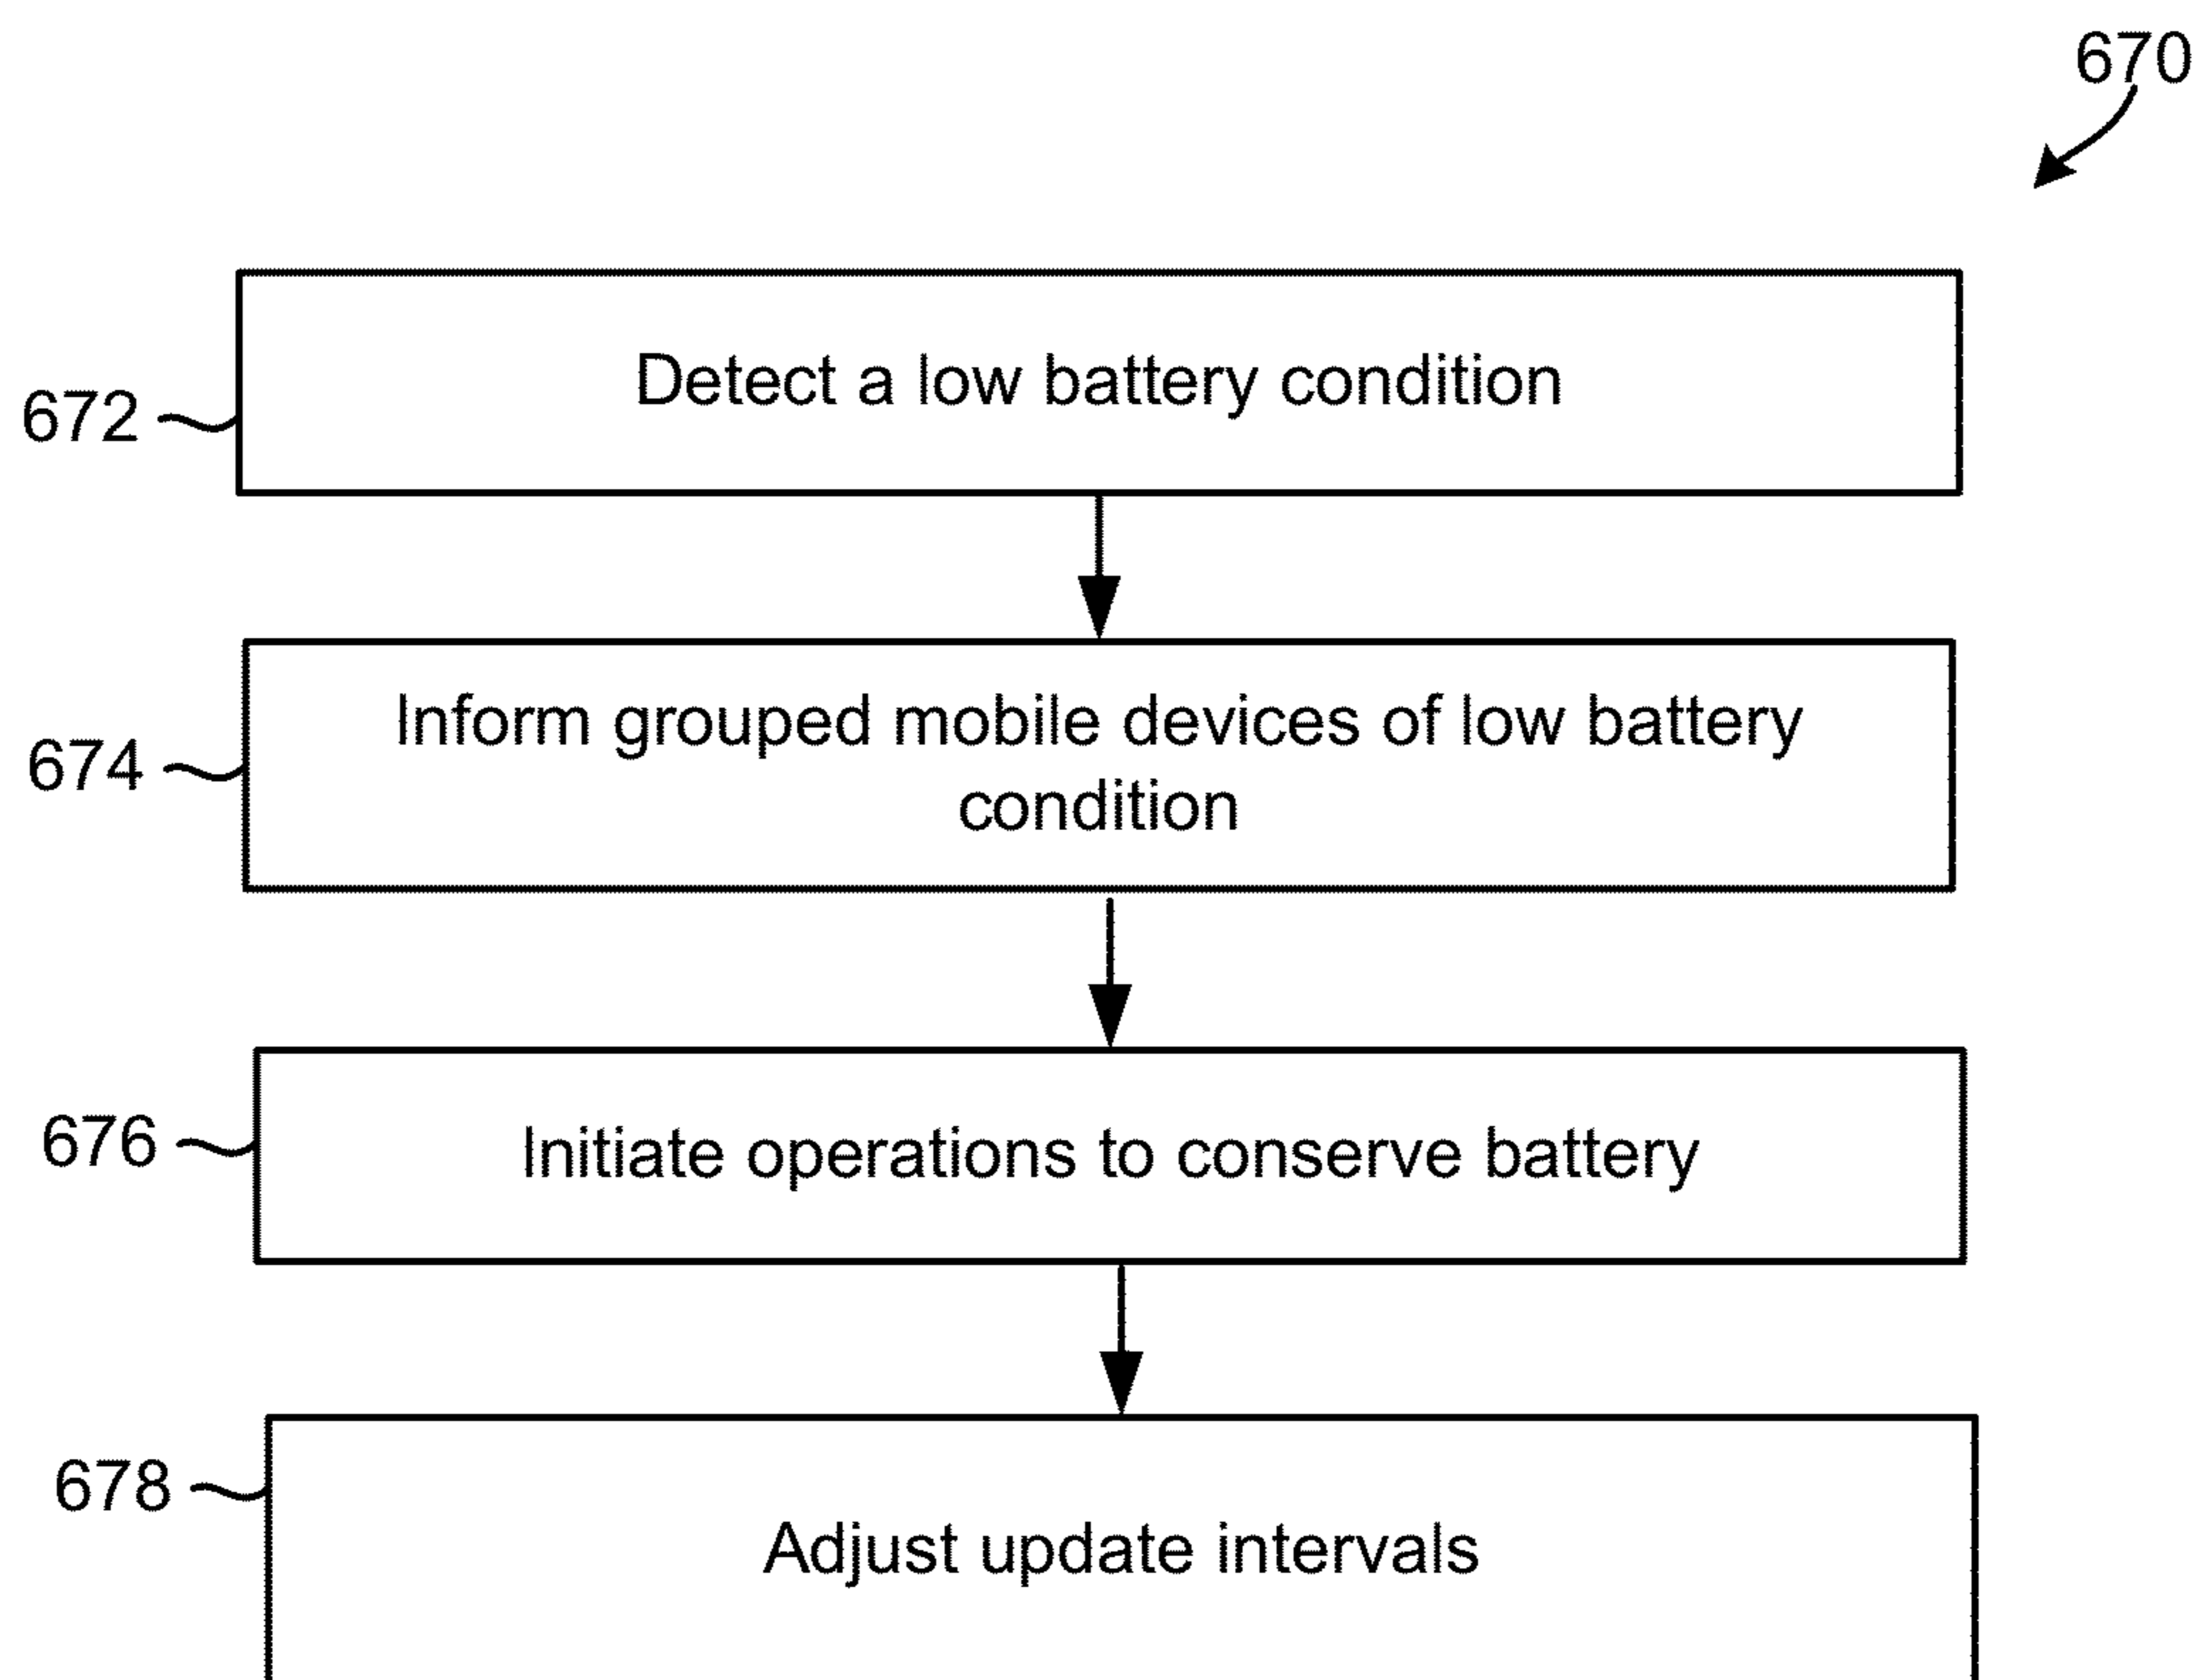 670
672
Detect a low battery condition
674
Inform grouped mobile devices of low battery
condition
676
Initiate operations to conserve battery
678
Adjust update intervals